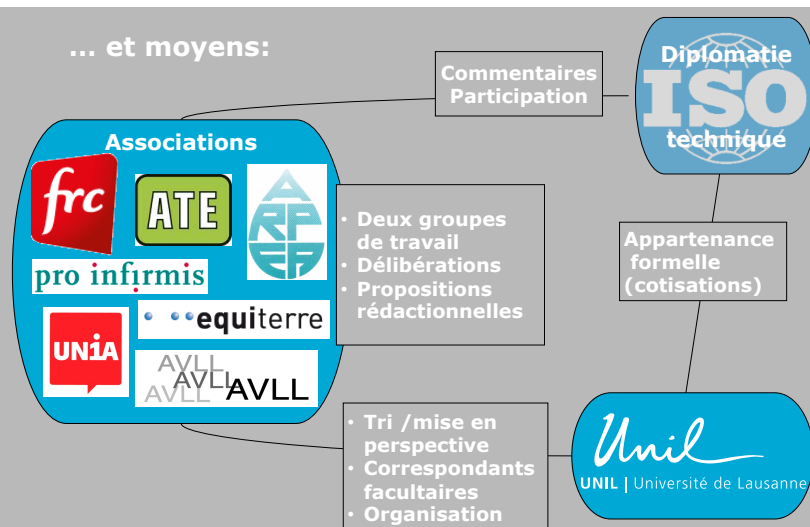 ... et moyens:
Commentaires
Participation
Diplomatie
ISO
technique
Associations
frc
ATE
ARPEA
pro infirmis
equiterre
UNiA
AVLL
AVLL
AVLL
• Deux groupes
de travail
• Délibérations
• Propositions
rédactionnelles
Appartenance
formelle
(cotisations)
• Tri /mise en
perspective
• Correspondants
facultaires
• Organisation
Unil
UNIL | Université de Lausanne